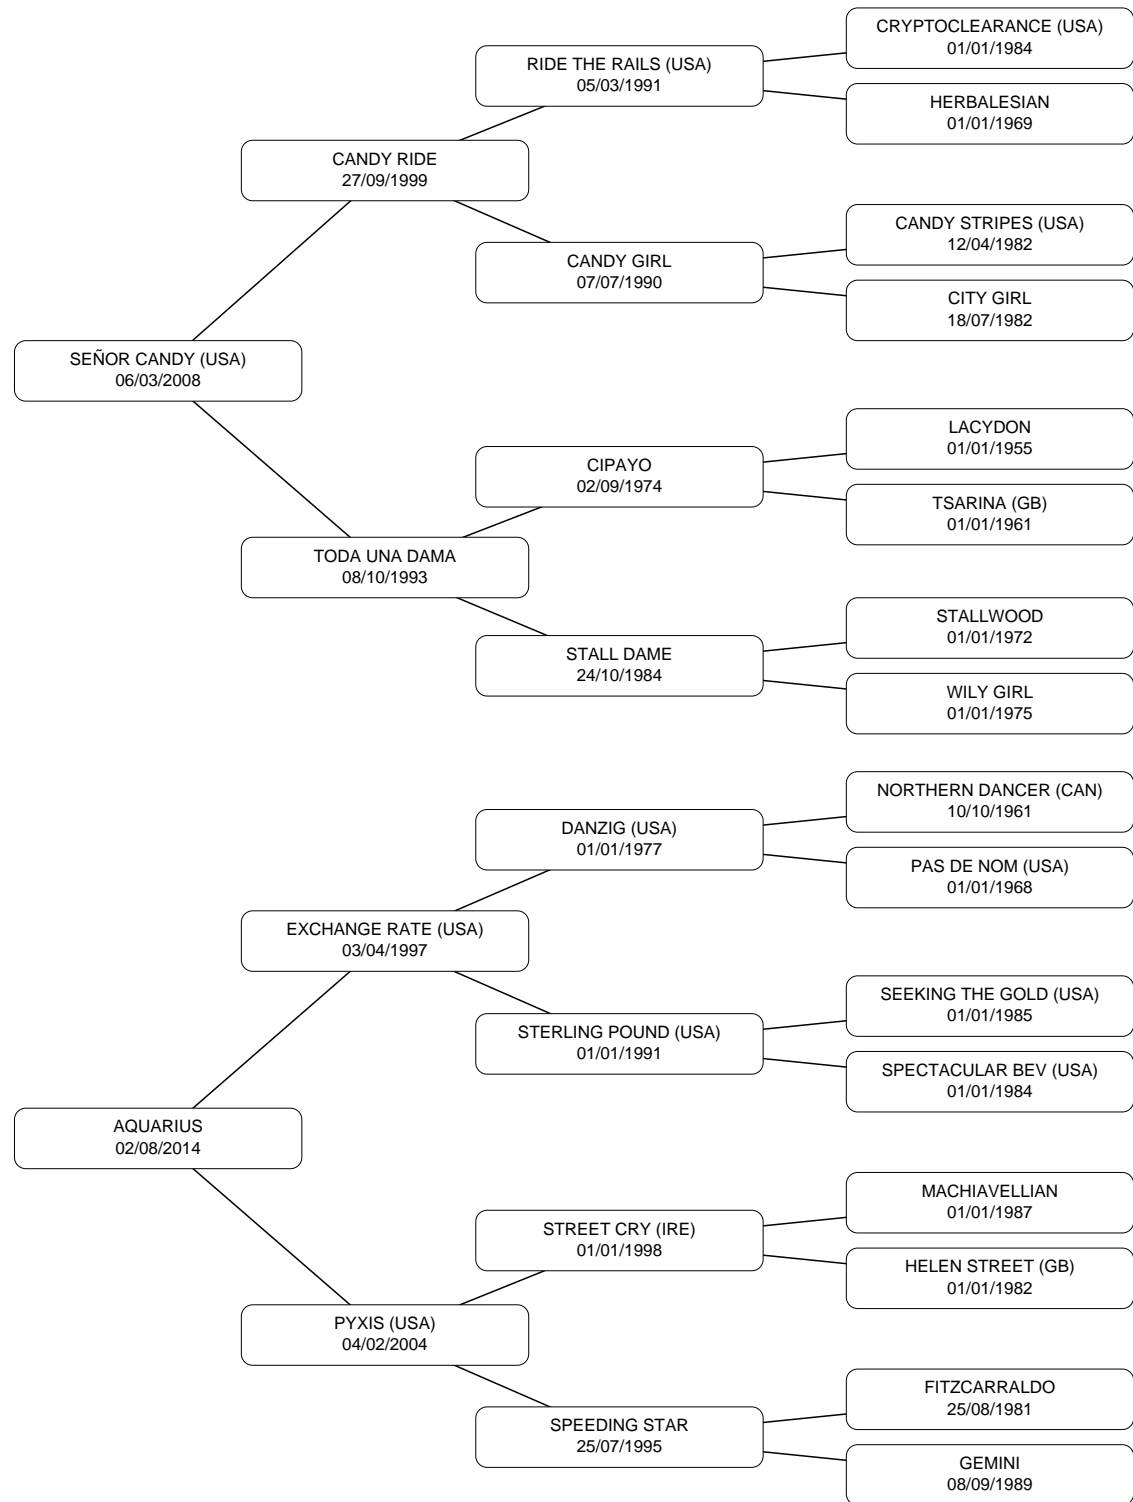 CRYPTOCLEARANCE (USA)
01/01/1984
RIDE THE RAILS (USA)
05/03/1991
HERBALESIAN
01/01/1969
CANDY RIDE
27/09/1999
CANDY STRIPES (USA)
12/04/1982
CANDY GIRL
07/07/1990
CITY GIRL
18/07/1982
SEÑOR CANDY (USA)
06/03/2008
LACYDON
01/01/1955
CIPAYO
02/09/1974
TSARINA (GB)
01/01/1961
TODA UNA DAMA
08/10/1993
STALLWOOD
01/01/1972
STALL DAME
24/10/1984
WILY GIRL
01/01/1975
NORTHERN DANCER (CAN)
10/10/1961
DANZIG (USA)
01/01/1977
PAS DE NOM (USA)
01/01/1968
EXCHANGE RATE (USA)
03/04/1997
SEEKING THE GOLD (USA)
01/01/1985
STERLING POUND (USA)
01/01/1991
SPECTACULAR BEV (USA)
01/01/1984
AQUARIUS
02/08/2014
MACHIAVELLIAN
01/01/1987
STREET CRY (IRE)
01/01/1998
HELEN STREET (GB)
01/01/1982
PYXIS (USA)
04/02/2004
FITZCARRALDO
25/08/1981
SPEEDING STAR
25/07/1995
GEMINI
08/09/1989